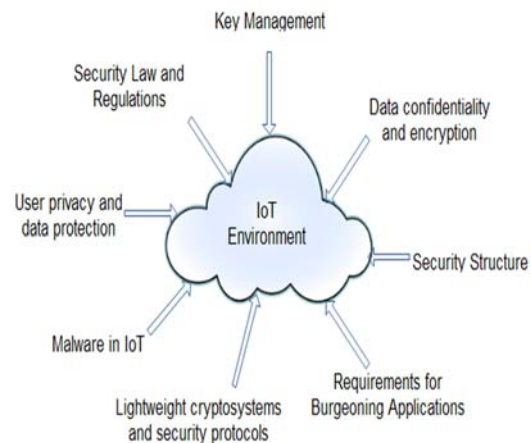 Key Management
Security Law and
Regulations
Data confidentiality
and encryption
User privacy and
data protection
IoT
Environment
Security Structure
Malware in IoT
Requirements for
Burgeoning Applications
Lightweight cryptosystems
and security protocols